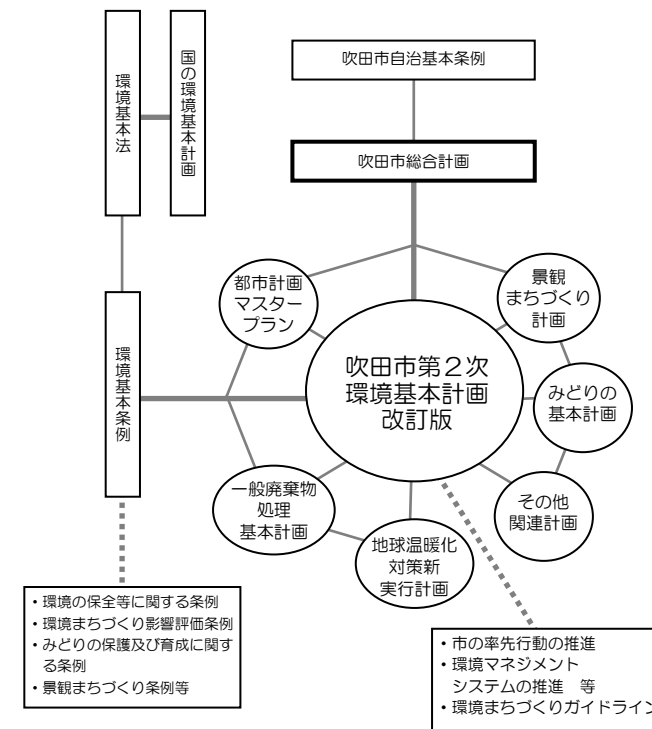 環境基本法
国の環境基本計画
吹田市自治基本条例
吹田市総合計画
都市計画
マスター
プラン
景観
まちづくり
計画
環境基本条例
吹田市第２次
環境基本計画
改訂版
みどりの
基本計画
一般廃棄物
処理
基本計画
地球温暖化
対策新
実行計画
その他
関連計画
・環境の保全等に関する条例
・環境まちづくり影響評価条例
・みどりの保護及び育成に関す
る条例
・景観まちづくり条例等
・市の率先行動の推進
・環境マネジメント
システムの推進　等
・環境まちづくりガイドライン